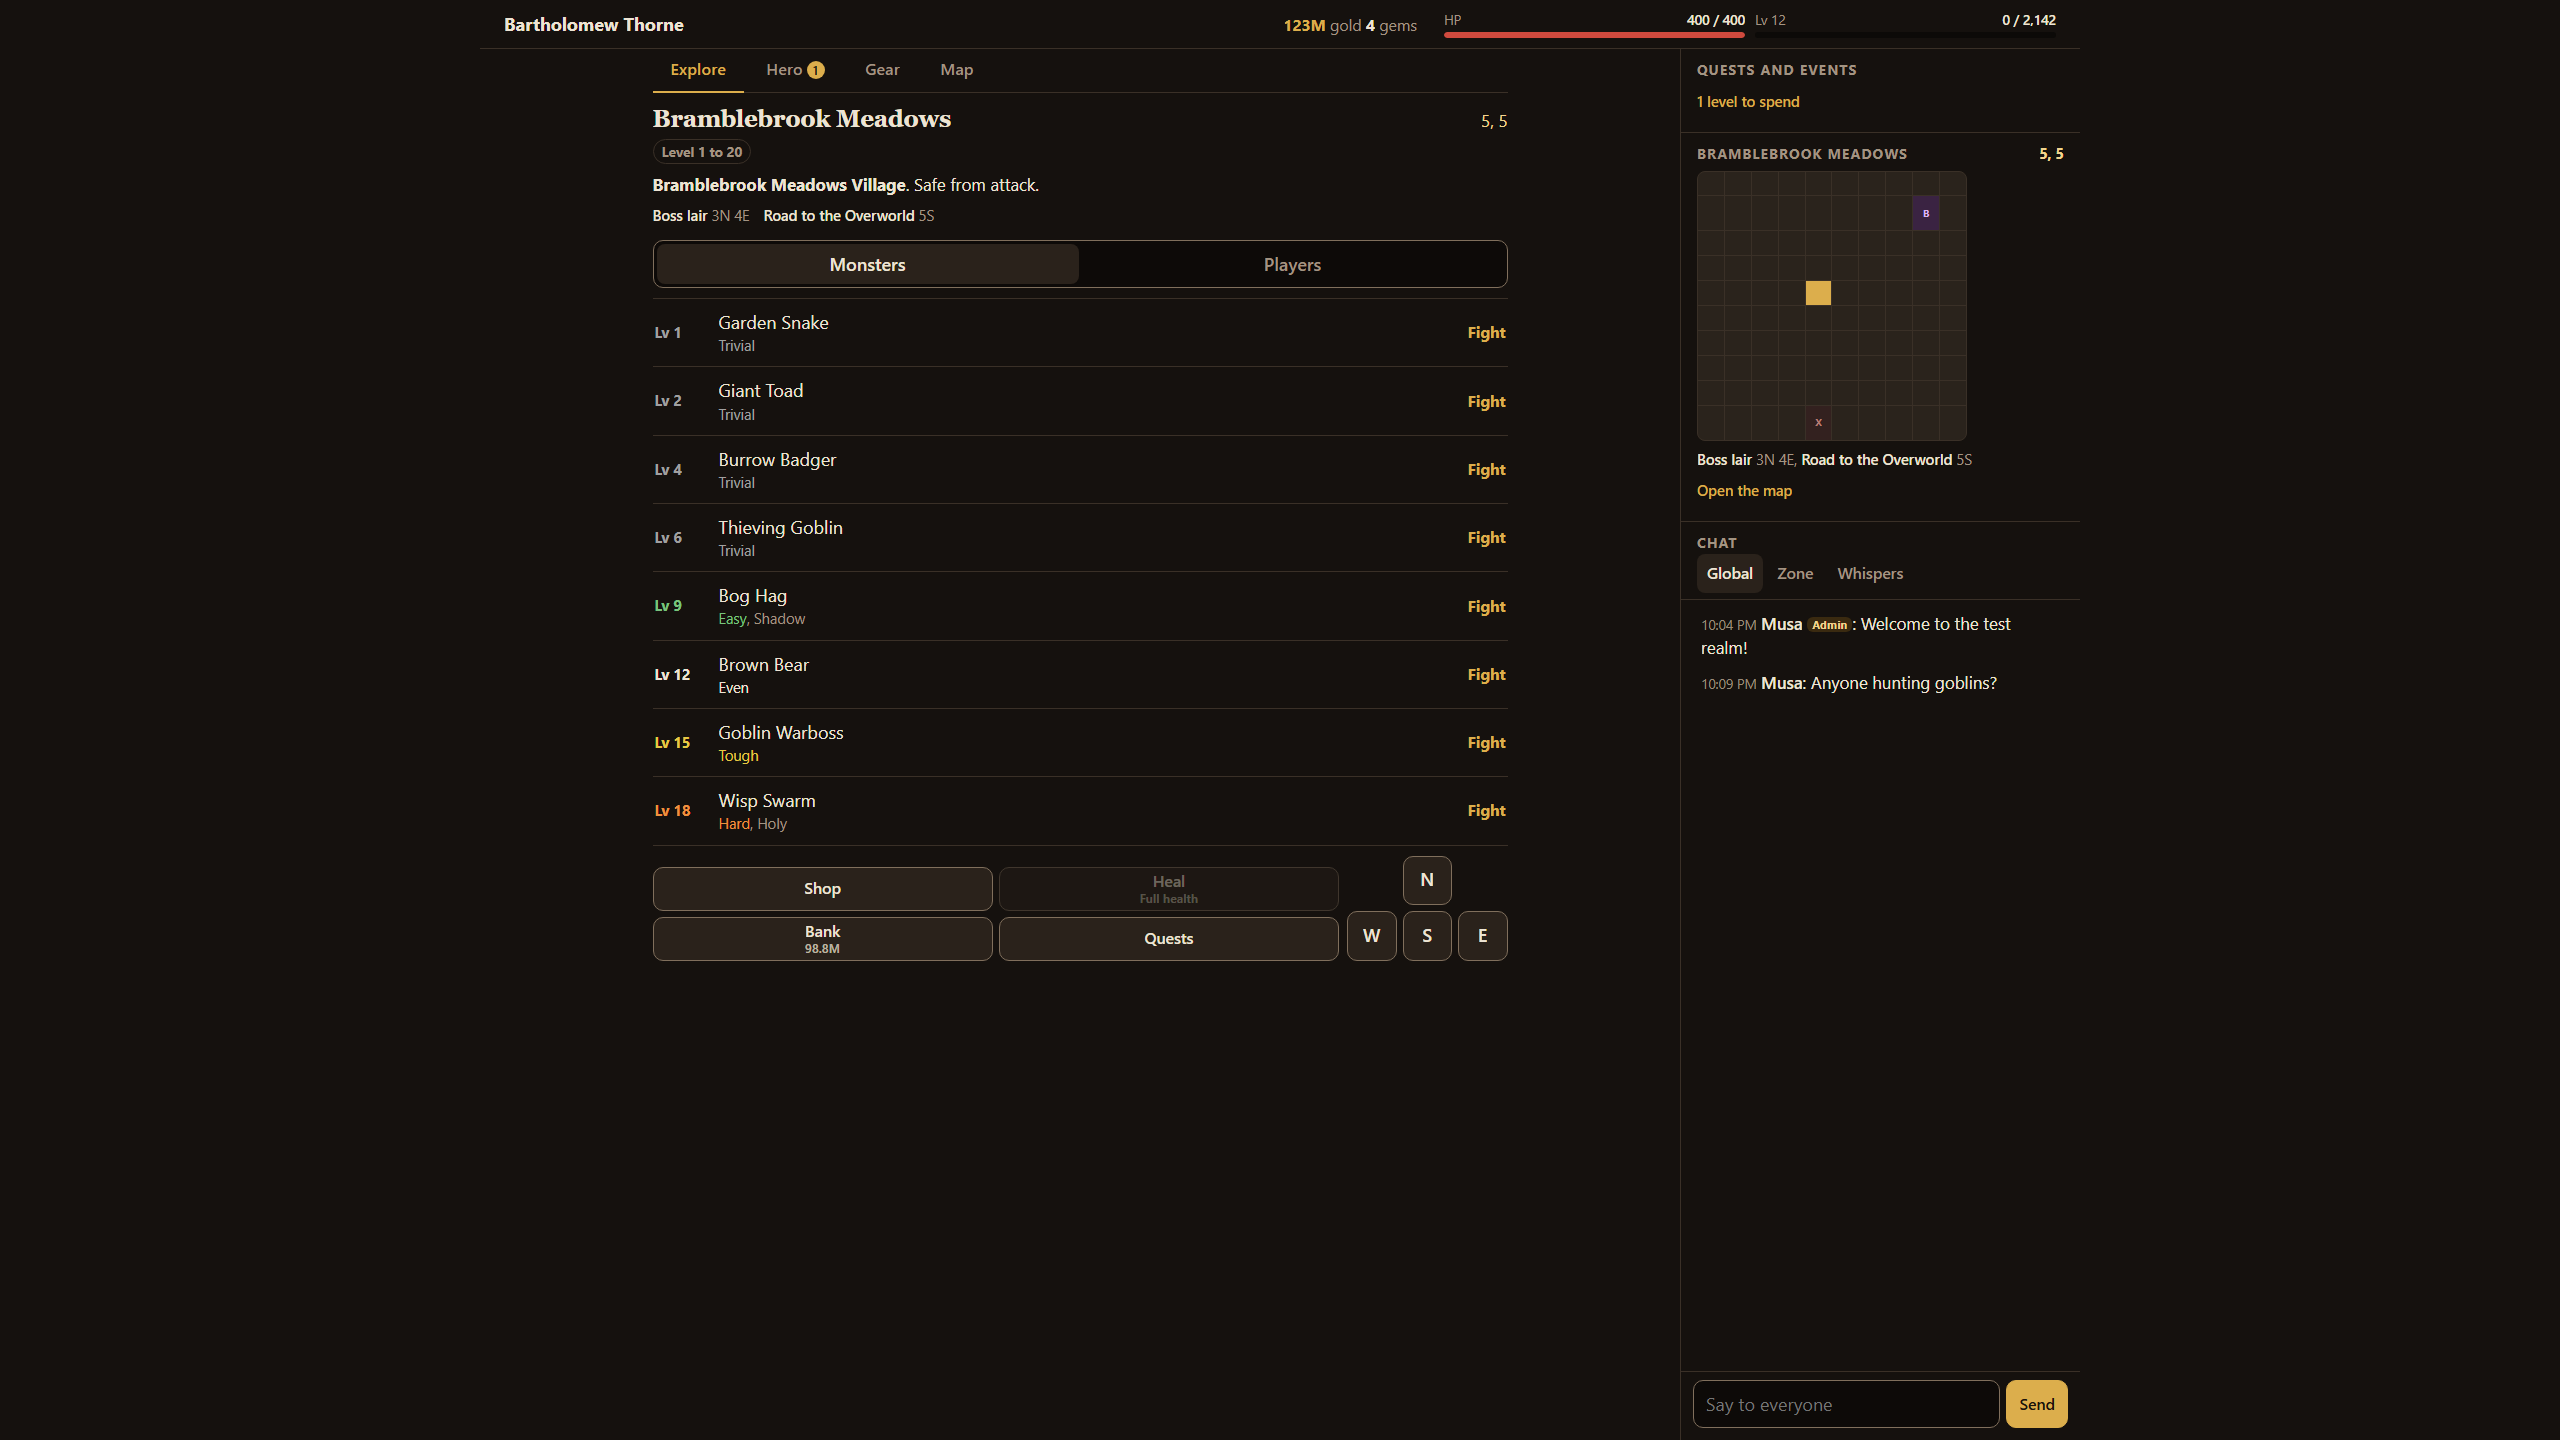 Bartholomew Thorne
123M gold 4 gems
HP 400 / 400
Lv 12 0 / 2,142
Explore
Hero 1
Gear
Map
Bramblebrook Meadows
5, 5
Level 1 to 20
Bramblebrook Meadows Village. Safe from attack.
Boss lair 3N 4E Road to the Overworld 5S
Monsters
Players
Lv 1
Garden Snake
Trivial
Fight
Lv 2
Giant Toad
Trivial
Fight
Lv 4
Burrow Badger
Trivial
Fight
Lv 6
Thieving Goblin
Trivial
Fight
Lv 9
Bog Hag
Easy, Shadow
Fight
Lv 12
Brown Bear
Even
Fight
Lv 15
Goblin Warboss
Tough
Fight
Lv 18
Wisp Swarm
Hard, Holy
Fight
Shop
Heal
Full health
Bank
98.8M
Quests
N
W
S
E
QUESTS AND EVENTS
1 level to spend
BRAMBLEBROOK MEADOWS
5, 5
B
X
Boss lair 3N 4E, Road to the Overworld 5S
Open the map
CHAT
Global
Zone
Whispers
10:04 PM Musa Admin: Welcome to the test
realm!
10:09 PM Musa: Anyone hunting goblins?
Say to everyone
Send